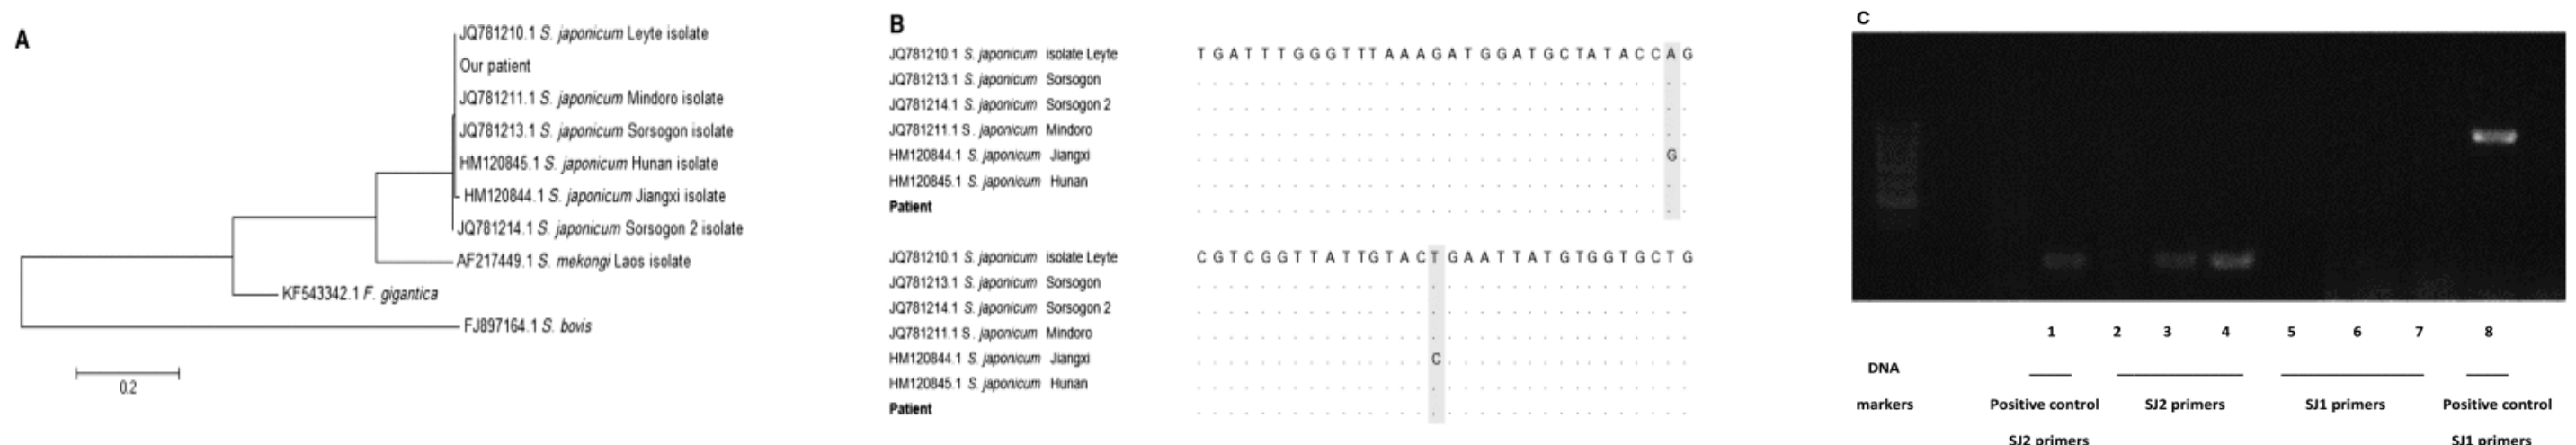 A
JQ781210.1 S. japonicum Leyte isolate
Our patient
JQ781211.1 S. japonicum Mindoro isolate
JQ781213.1 S. japonicum Sorsogon isolate
HM120845.1 S. japonicum Hunan isolate
HM120844.1 S. japonicum Jiangxi isolate
JQ781214.1 S. japonicum Sorsogon 2 isolate
AF217449.1 S. mekongi Laos isolate
KF543342.1 F. gigantica
FJ897164.1 S. bovis
0.2
B
JQ781210.1 S. japonicum isolate Leyte T G A T T T G G G T T T A A A G A T G G A T G C T A T A C C A G
JQ781213.1 S. japonicum Sorsogon . . . . . . . . . . . . . . . . . . . . . . . . . . . . . . .
JQ781214.1 S. japonicum Sorsogon 2 . . . . . . . . . . . . . . . . . . . . . . . . . . . . . . .
JQ781211.1 S. japonicum Mindoro . . . . . . . . . . . . . . . . . . . . . . . . . . . . . . .
HM120844.1 S. japonicum Jiangxi . . . . . . . . . . . . . . . . . . . . . . . . . . . . . G .
HM120845.1 S. japonicum Hunan . . . . . . . . . . . . . . . . . . . . . . . . . . . . . . .
Patient . . . . . . . . . . . . . . . . . . . . . . . . . . . . . . .
JQ781210.1 S. japonicum isolate Leyte C G T C G G T T A T T G T A C T G A A T T A T G T G G T G C T G
JQ781213.1 S. japonicum Sorsogon . . . . . . . . . . . . . . . . . . . . . . . . . . . . . . .
JQ781214.1 S. japonicum Sorsogon 2 . . . . . . . . . . . . . . . . . . . . . . . . . . . . . . .
JQ781211.1 S. japonicum Mindoro . . . . . . . . . . . . . . . . . . . . . . . . . . . . . . .
HM120844.1 S. japonicum Jiangxi . . . . . . . . . . . . . . . C . . . . . . . . . . . . . . .
HM120845.1 S. japonicum Hunan . . . . . . . . . . . . . . . . . . . . . . . . . . . . . . .
Patient . . . . . . . . . . . . . . . . . . . . . . . . . . . . . . .
C
1 2 3 4 5 6 7 8
DNA
markers Positive control SJ2 primers SJ1 primers Positive control
SJ2 primers SJ1 primers